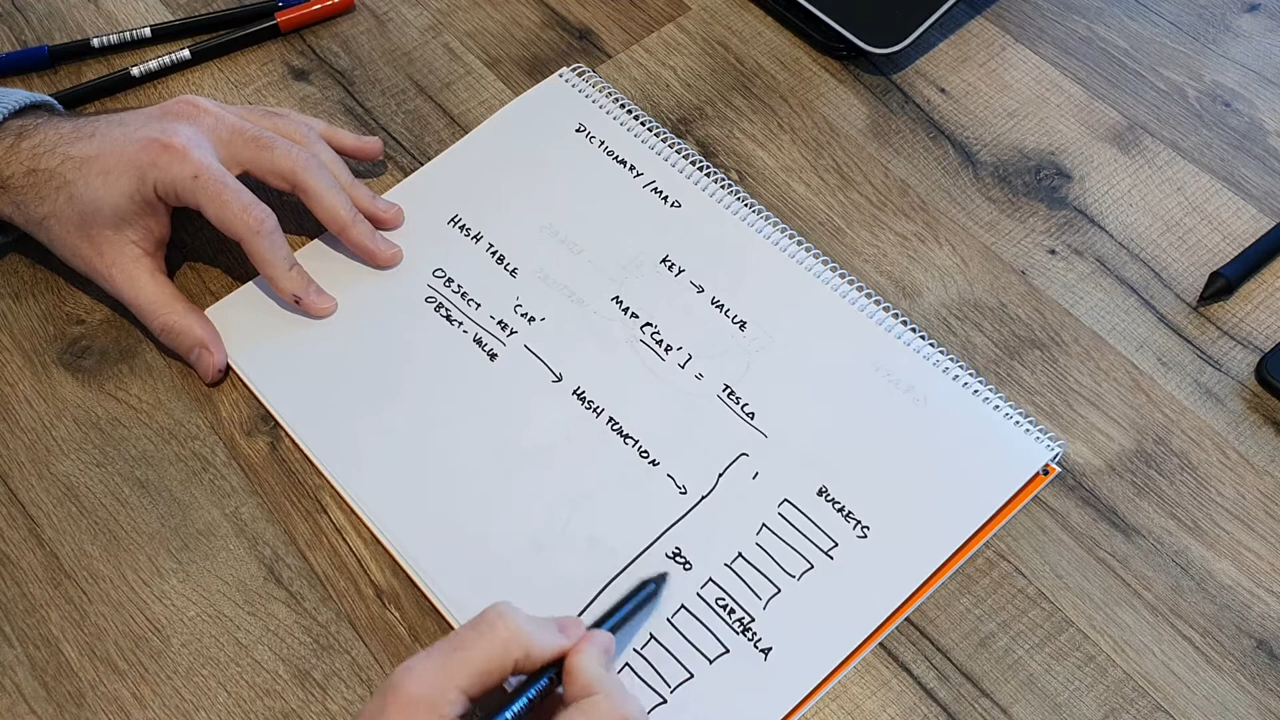 DICTIONARY / MAP
HASH TABLE
KEY → VALUE
OBJECT - KEY 'CAR'
OBJECT - VALUE
MAP ['CAR'] = TESLA
HASH FUNCTION →
1
BUCKETS
300
CAR/TESLA